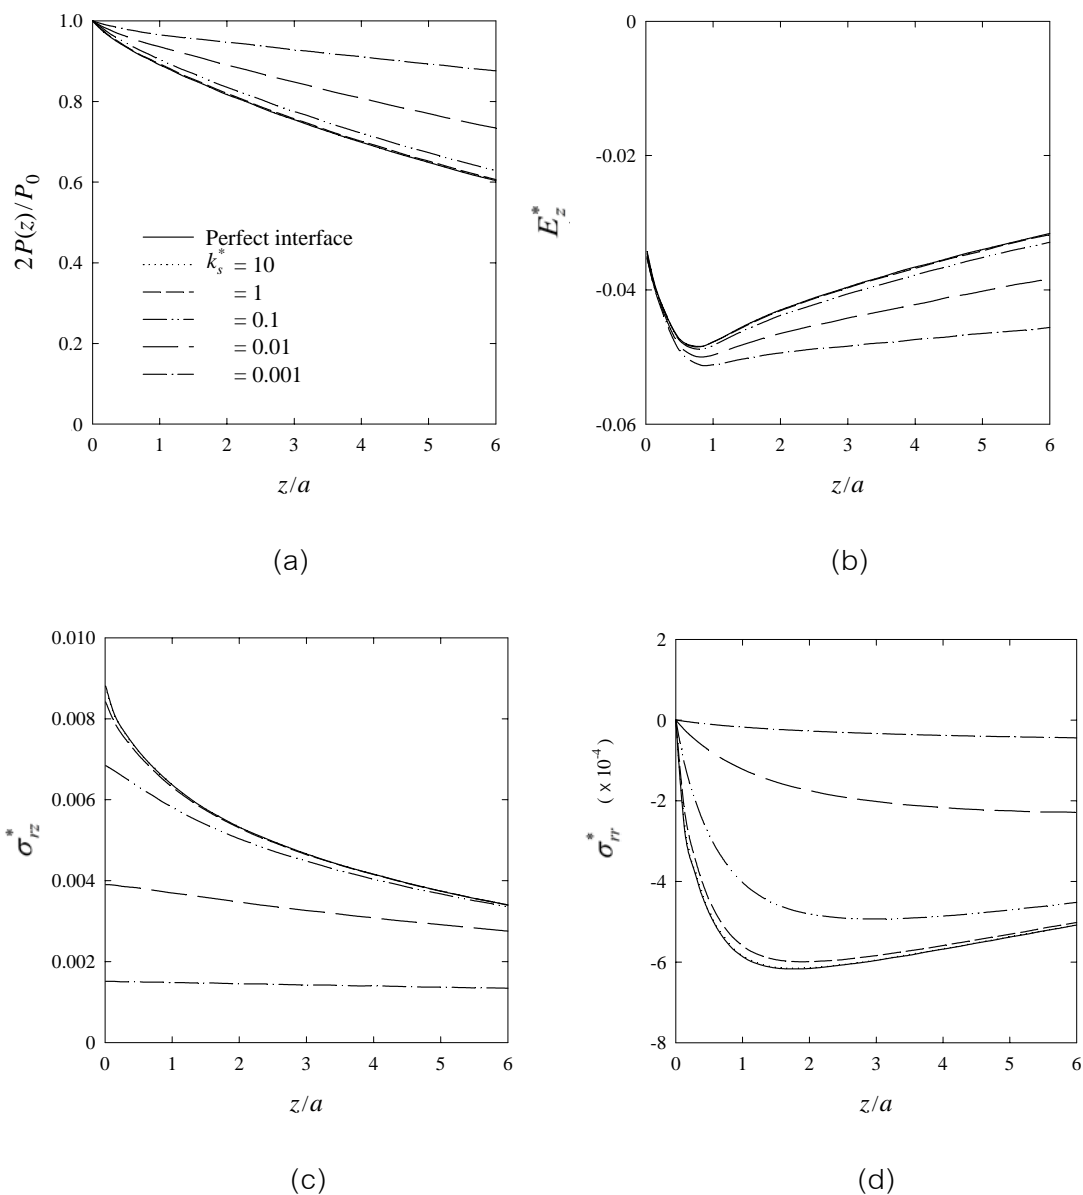 1.0
0.8
0.6
0.4
0.2
0
2P(z)/P₀
Perfect interface
kₛ* = 10
= 1
= 0.1
= 0.01
= 0.001
0 1 2 3 4 5 6
z/a
(a)
0
-0.02
-0.04
-0.06
E_z*
0 1 2 3 4 5 6
z/a
(b)
0.010
0.008
0.006
0.004
0.002
0
σ_rz*
0 1 2 3 4 5 6
z/a
(c)
2
0
-2
-4
-6
-8
σ_rr* ( x 10⁻⁴ )
0 1 2 3 4 5 6
z/a
(d)